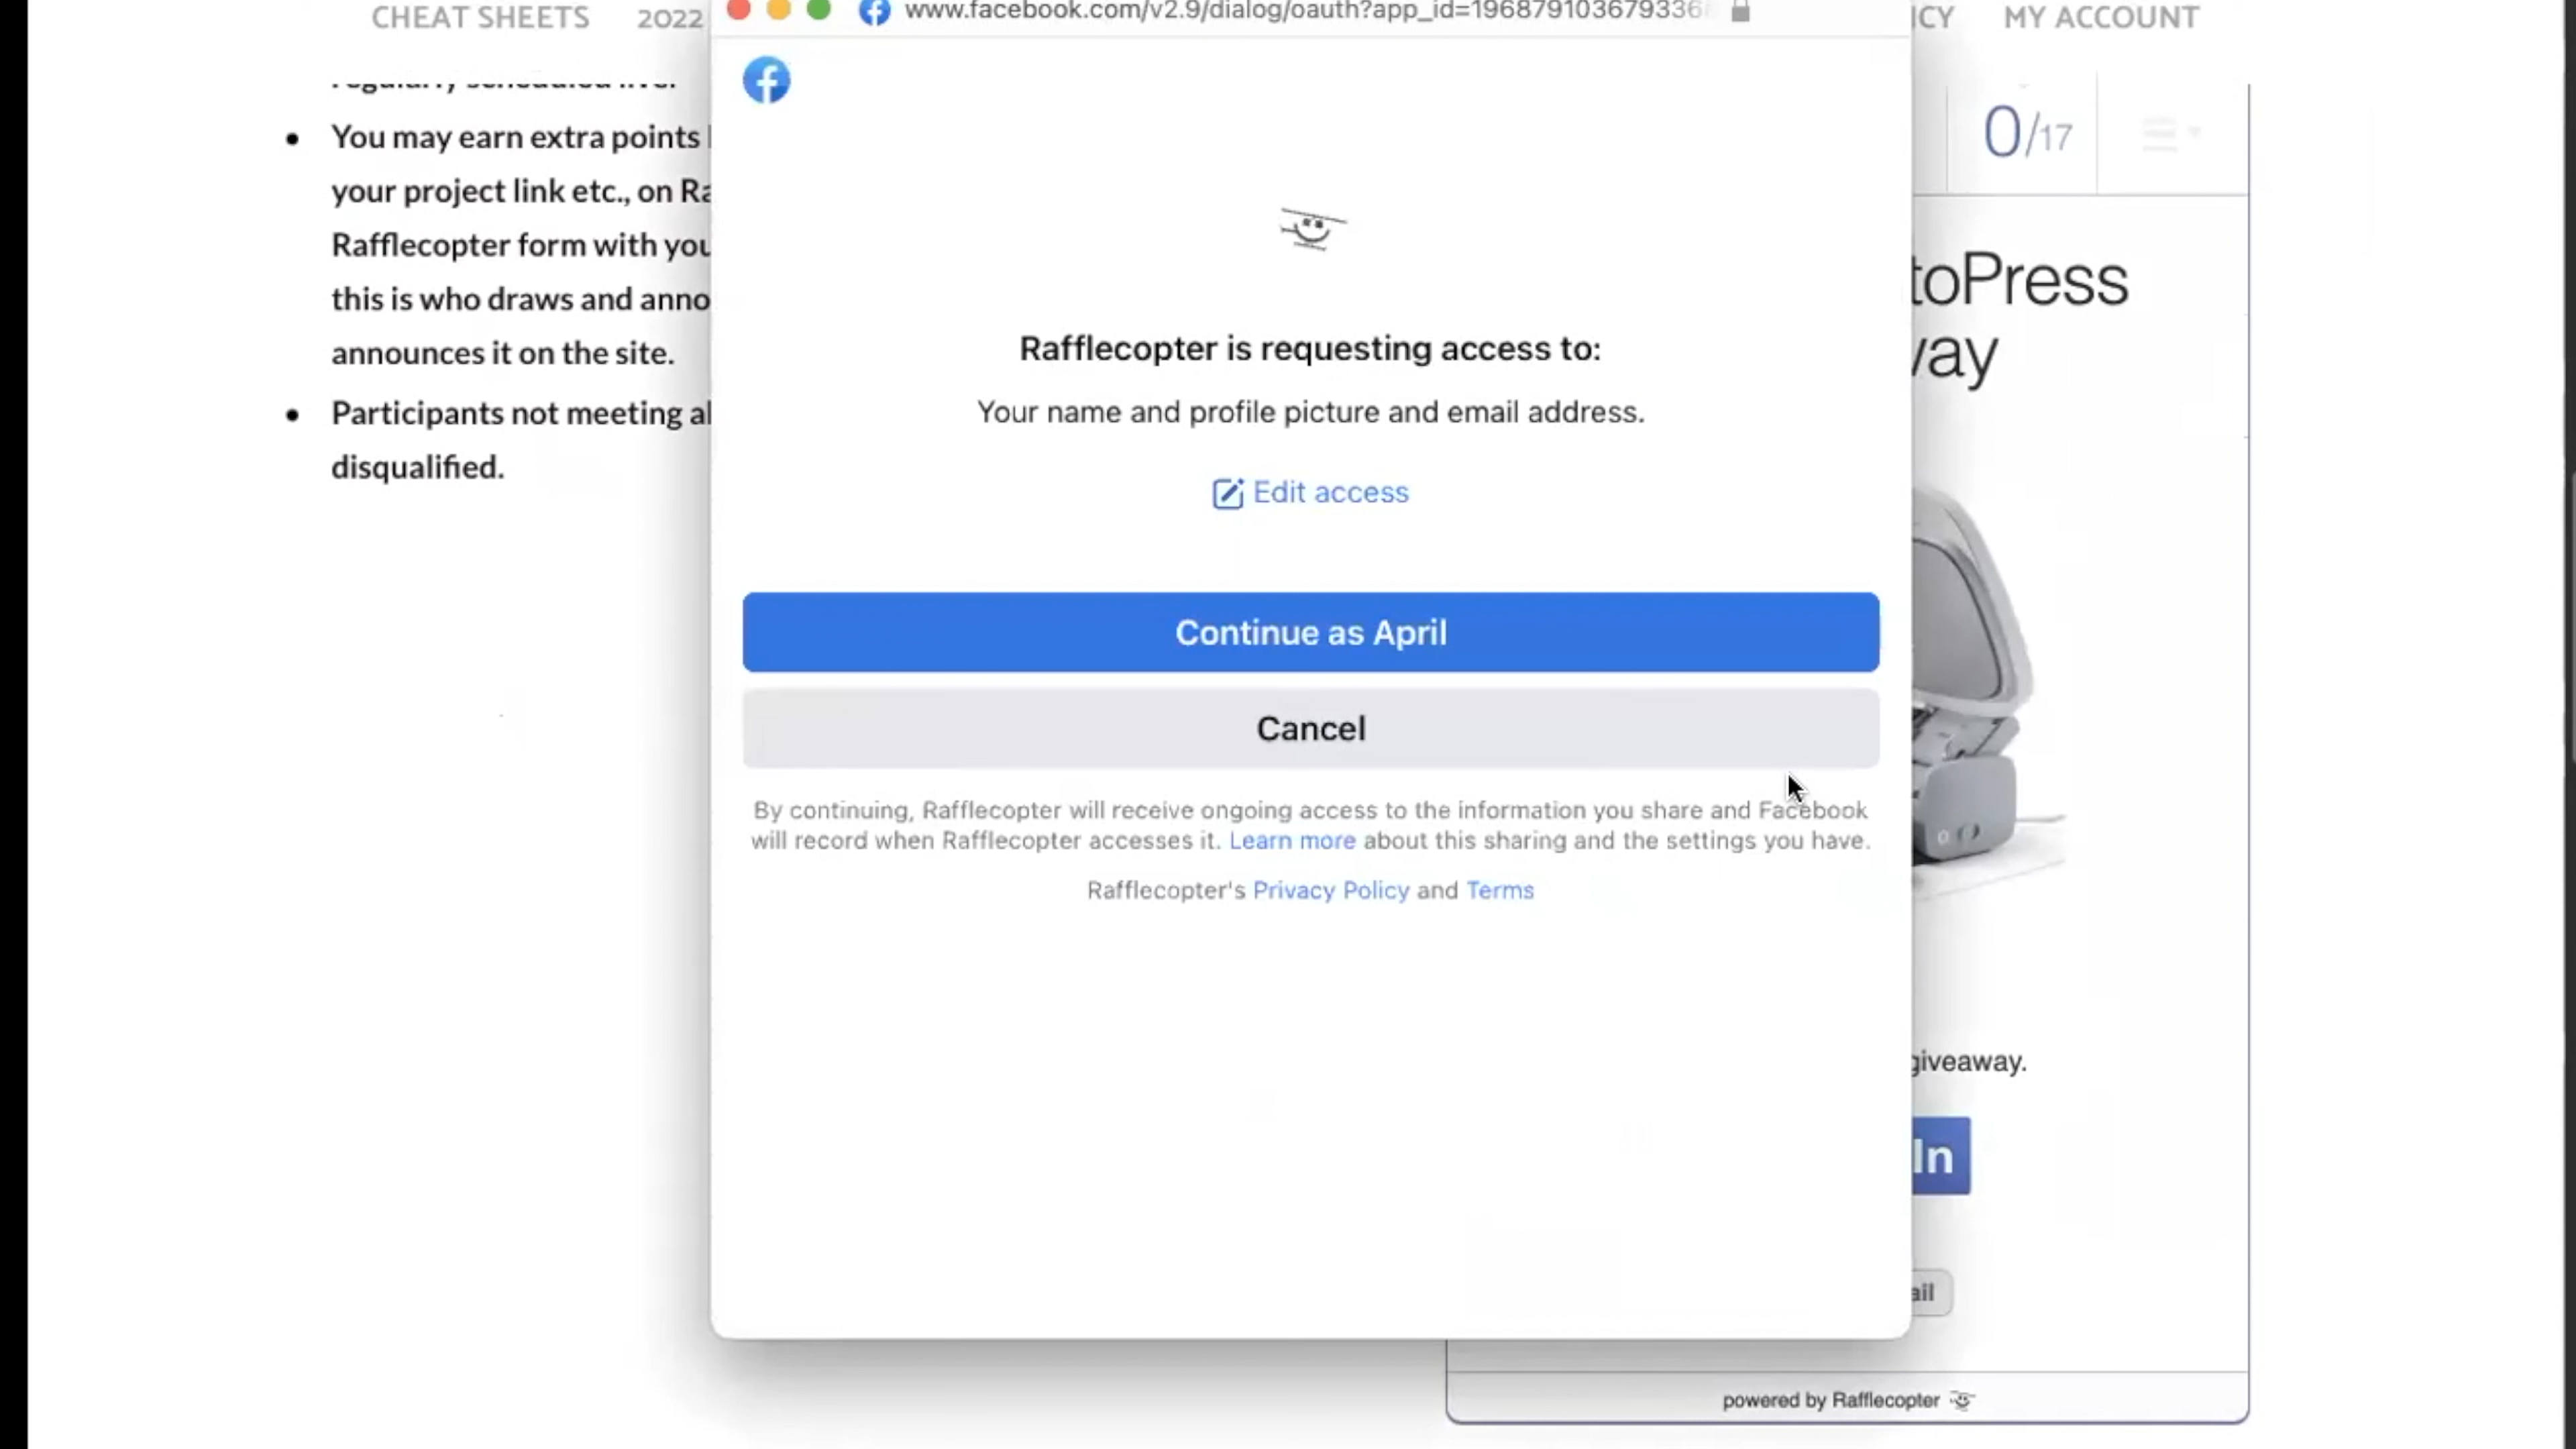 CHEAT SHEETS 2022
www.facebook.com/v2.9/dialog/oauth?app_id=196879103679336
MY ACCOUNT
You may earn extra points
your project link etc., on
Rafflecopter form with you
this is who draws and anno
announces it on the site.
Participants not meeting al
disqualified.
Rafflecopter is requesting access to:
Your name and profile picture and email address.
Edit access
Continue as April
Cancel
By continuing, Rafflecopter will receive ongoing access to the information you share and Facebook
will record when Rafflecopter accesses it. Learn more about this sharing and the settings you have.
Rafflecopter's Privacy Policy and Terms
0/17
toPress
way
giveaway.
In
ail
powered by Rafflecopter